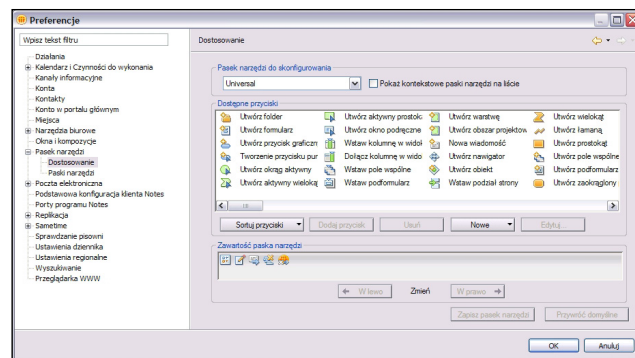 Preferencje
Wpisz tekst filtru
Działania
Kalendarz i Czynności do wykonania
Kanały informacyjne
Konta
Kontakty
Konto w portalu głównym
Miejsca
Narzędzia biurowe
Okna i kompozycje
Pasek narzędzi
Dostosowanie
Paski narzędzi
Poczta elektroniczna
Podstawowa konfiguracja klienta Notes
Porty programu Notes
Replikacja
Sametime
Sprawdzanie pisowni
Ustawienia dziennika
Ustawienia regionalne
Wyszukiwanie
Przeglądarka WWW
Dostosowanie
Pasek narzędzi do skonfigurowania
Universal Pokaż kontekstowe paski narzędzi na liście
Dostępne przyciski
Utwórz folder Utwórz aktywny prostoką Utwórz warstwę Utwórz wielokąt
Utwórz formularz Utwórz okno podręczne Utwórz obszar projektow Utwórz łamaną
Utwórz przycisk graficzn Wstaw kolumnę w widok Nowa wiadomość Utwórz prostokąt
Tworzenie przycisku pur Dołącz kolumnę w wido Utwórz nawigator Utwórz pole wspólne
Utwórz okrąg aktywny Wstaw pole wspólne Utwórz obiekt Utwórz podformularz
Utwórz aktywny wieloką Wstaw podformularz Wstaw podział strony Utwórz zaokrąglony
Sortuj przyciski Dodaj przycisk Usuń Nowe Edytuj...
Zawartość paska narzędzi
W lewo Zmień W prawo
Zapisz pasek narzędzi Przywróć domyślne
OK Anuluj